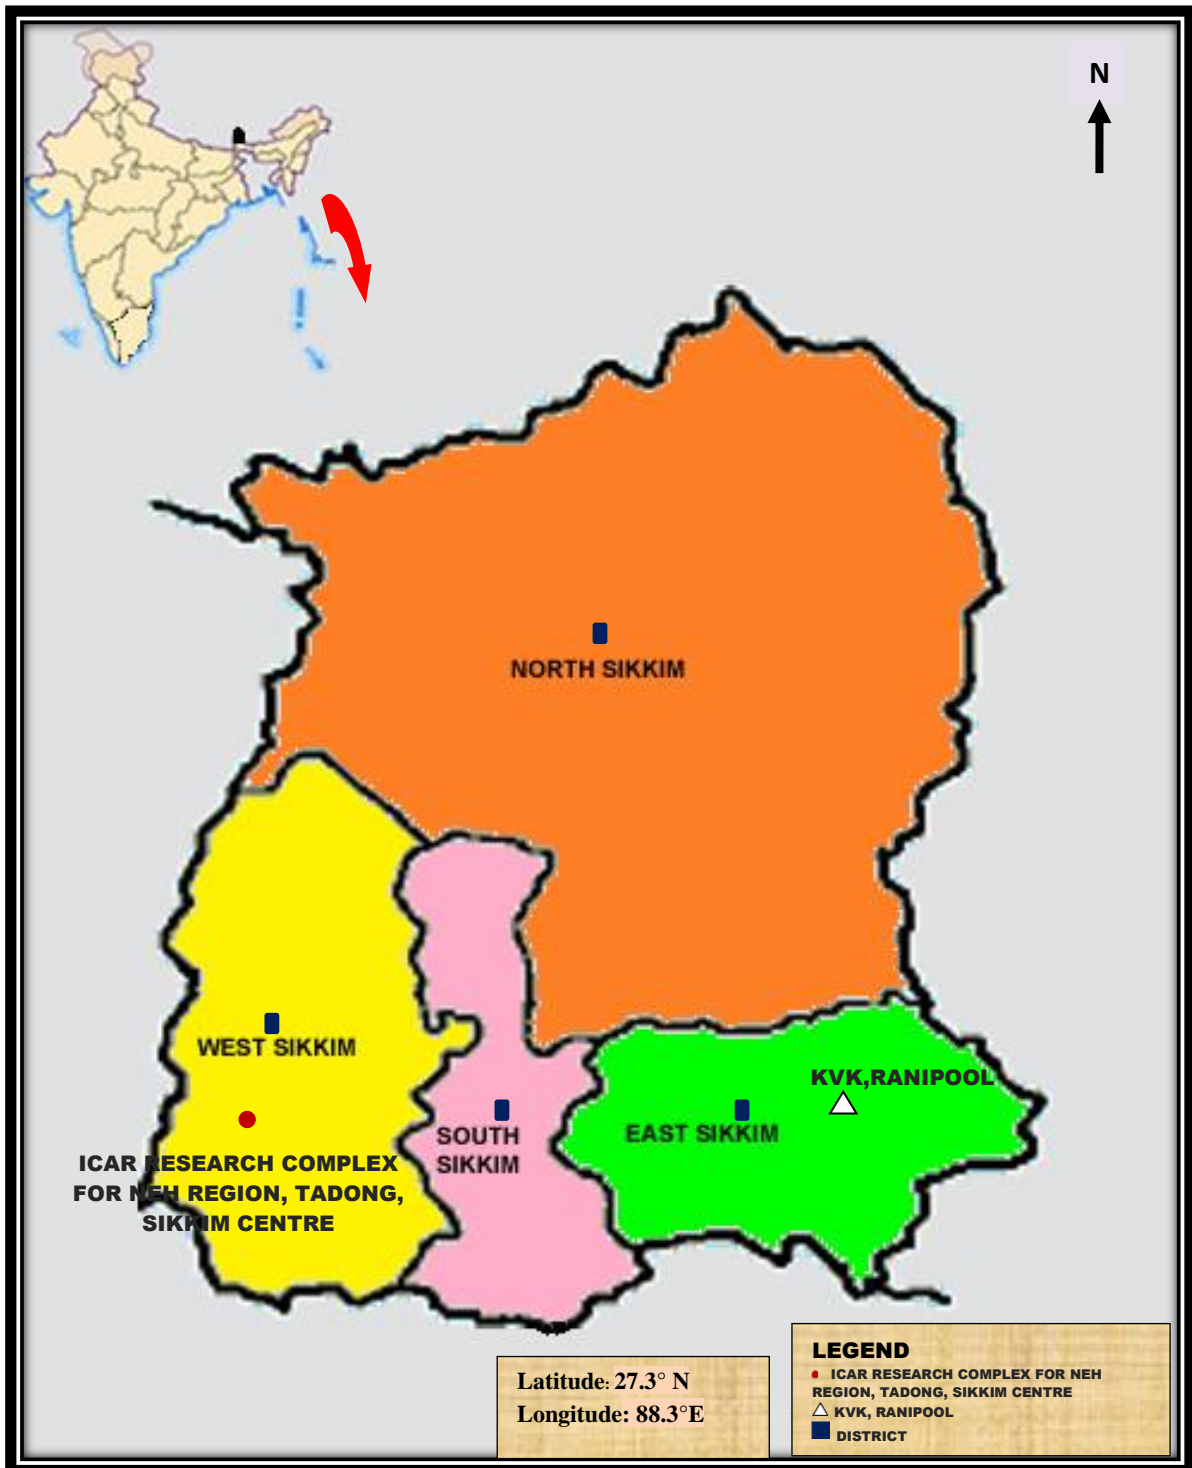 N
NORTH SIKKIM
WEST SIKKIM
KVK,RANIPOOL
SOUTH
SIKKIM
EAST SIKKIM
ICAR RESEARCH COMPLEX
FOR NEH REGION, TADONG,
SIKKIM CENTRE
Latitude: 27.3° N
Longitude: 88.3°E
LEGEND
ICAR RESEARCH COMPLEX FOR NEH
REGION, TADONG, SIKKIM CENTRE
KVK, RANIPOOL
DISTRICT